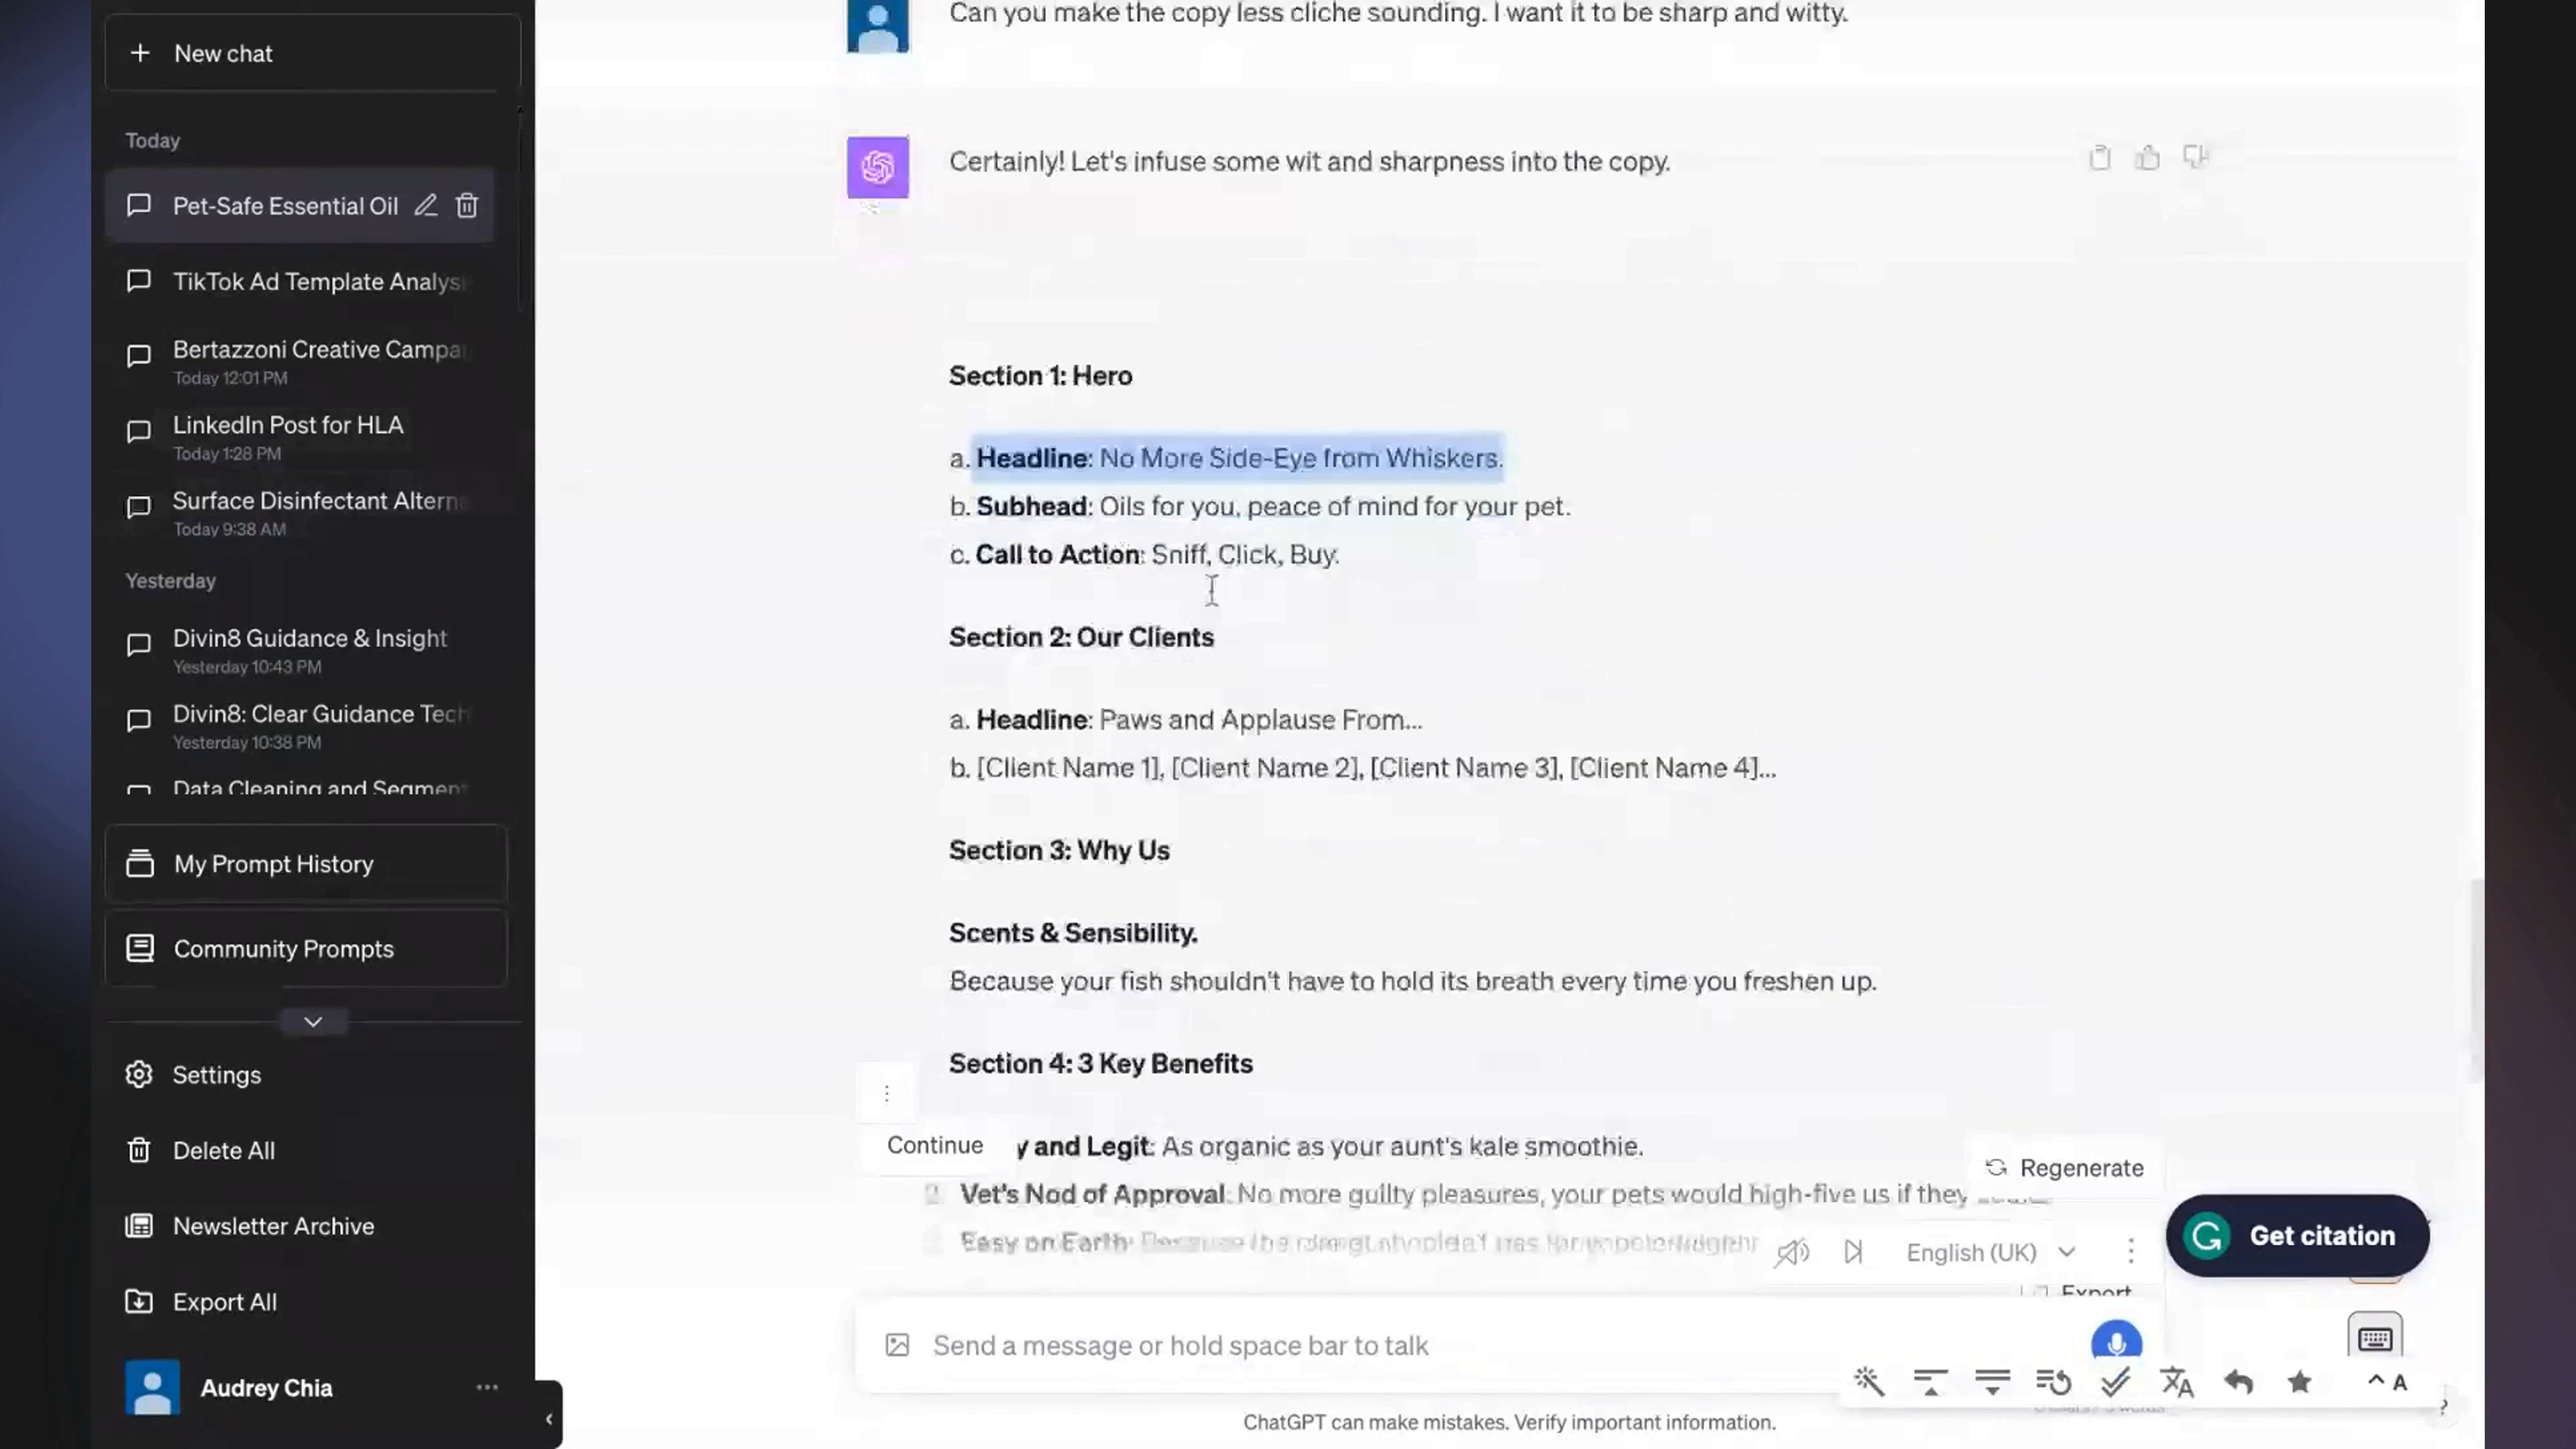 New chat
Today
Pet-Safe Essential Oil
TikTok Ad Template Analysi
Bertazzoni Creative Campa
Today 12:01 PM
LinkedIn Post for HLA
Today 1:28 PM
Surface Disinfectant Altern
Today 9:38 AM
Yesterday
Divin8 Guidance & Insight
Yesterday 10:43 PM
Divin8: Clear Guidance Tech
Yesterday 10:38 PM
Data Cleaning and Segment
My Prompt History
Community Prompts
Settings
Delete All
Newsletter Archive
Export All
Audrey Chia
Can you make the copy less cliche sounding. I want it to be sharp and witty.
Certainly! Let's infuse some wit and sharpness into the copy.
Section 1: Hero
a. Headline: No More Side-Eye from Whiskers.
b. Subhead: Oils for you, peace of mind for your pet.
c. Call to Action: Sniff, Click, Buy.
Section 2: Our Clients
a. Headline: Paws and Applause From...
b. [Client Name 1], [Client Name 2], [Client Name 3], [Client Name 4]...
Section 3: Why Us
Scents & Sensibility.
Because your fish shouldn't have to hold its breath every time you freshen up.
Section 4: 3 Key Benefits
Continue
y and Legit: As organic as your aunt's kale smoothie.
Regenerate
Vet's Nod of Approval: No more guilty pleasures, your pets would high-five us if they
Easy on Earth: Because the
English (UK)
Get citation
Export
Send a message or hold space bar to talk
A
ChatGPT can make mistakes. Verify important information.
?